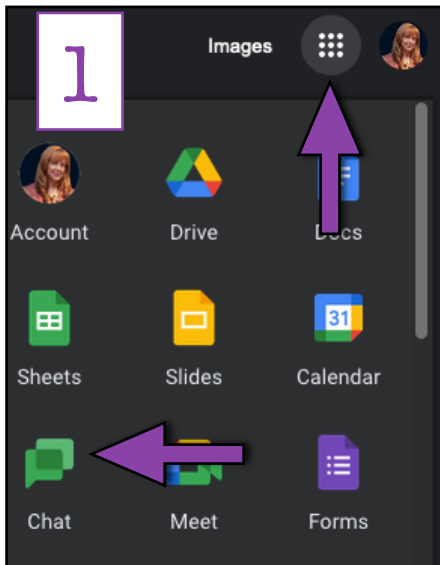 1
Images
Account Drive Docs
31
Sheets Slides Calendar
Chat Meet Forms